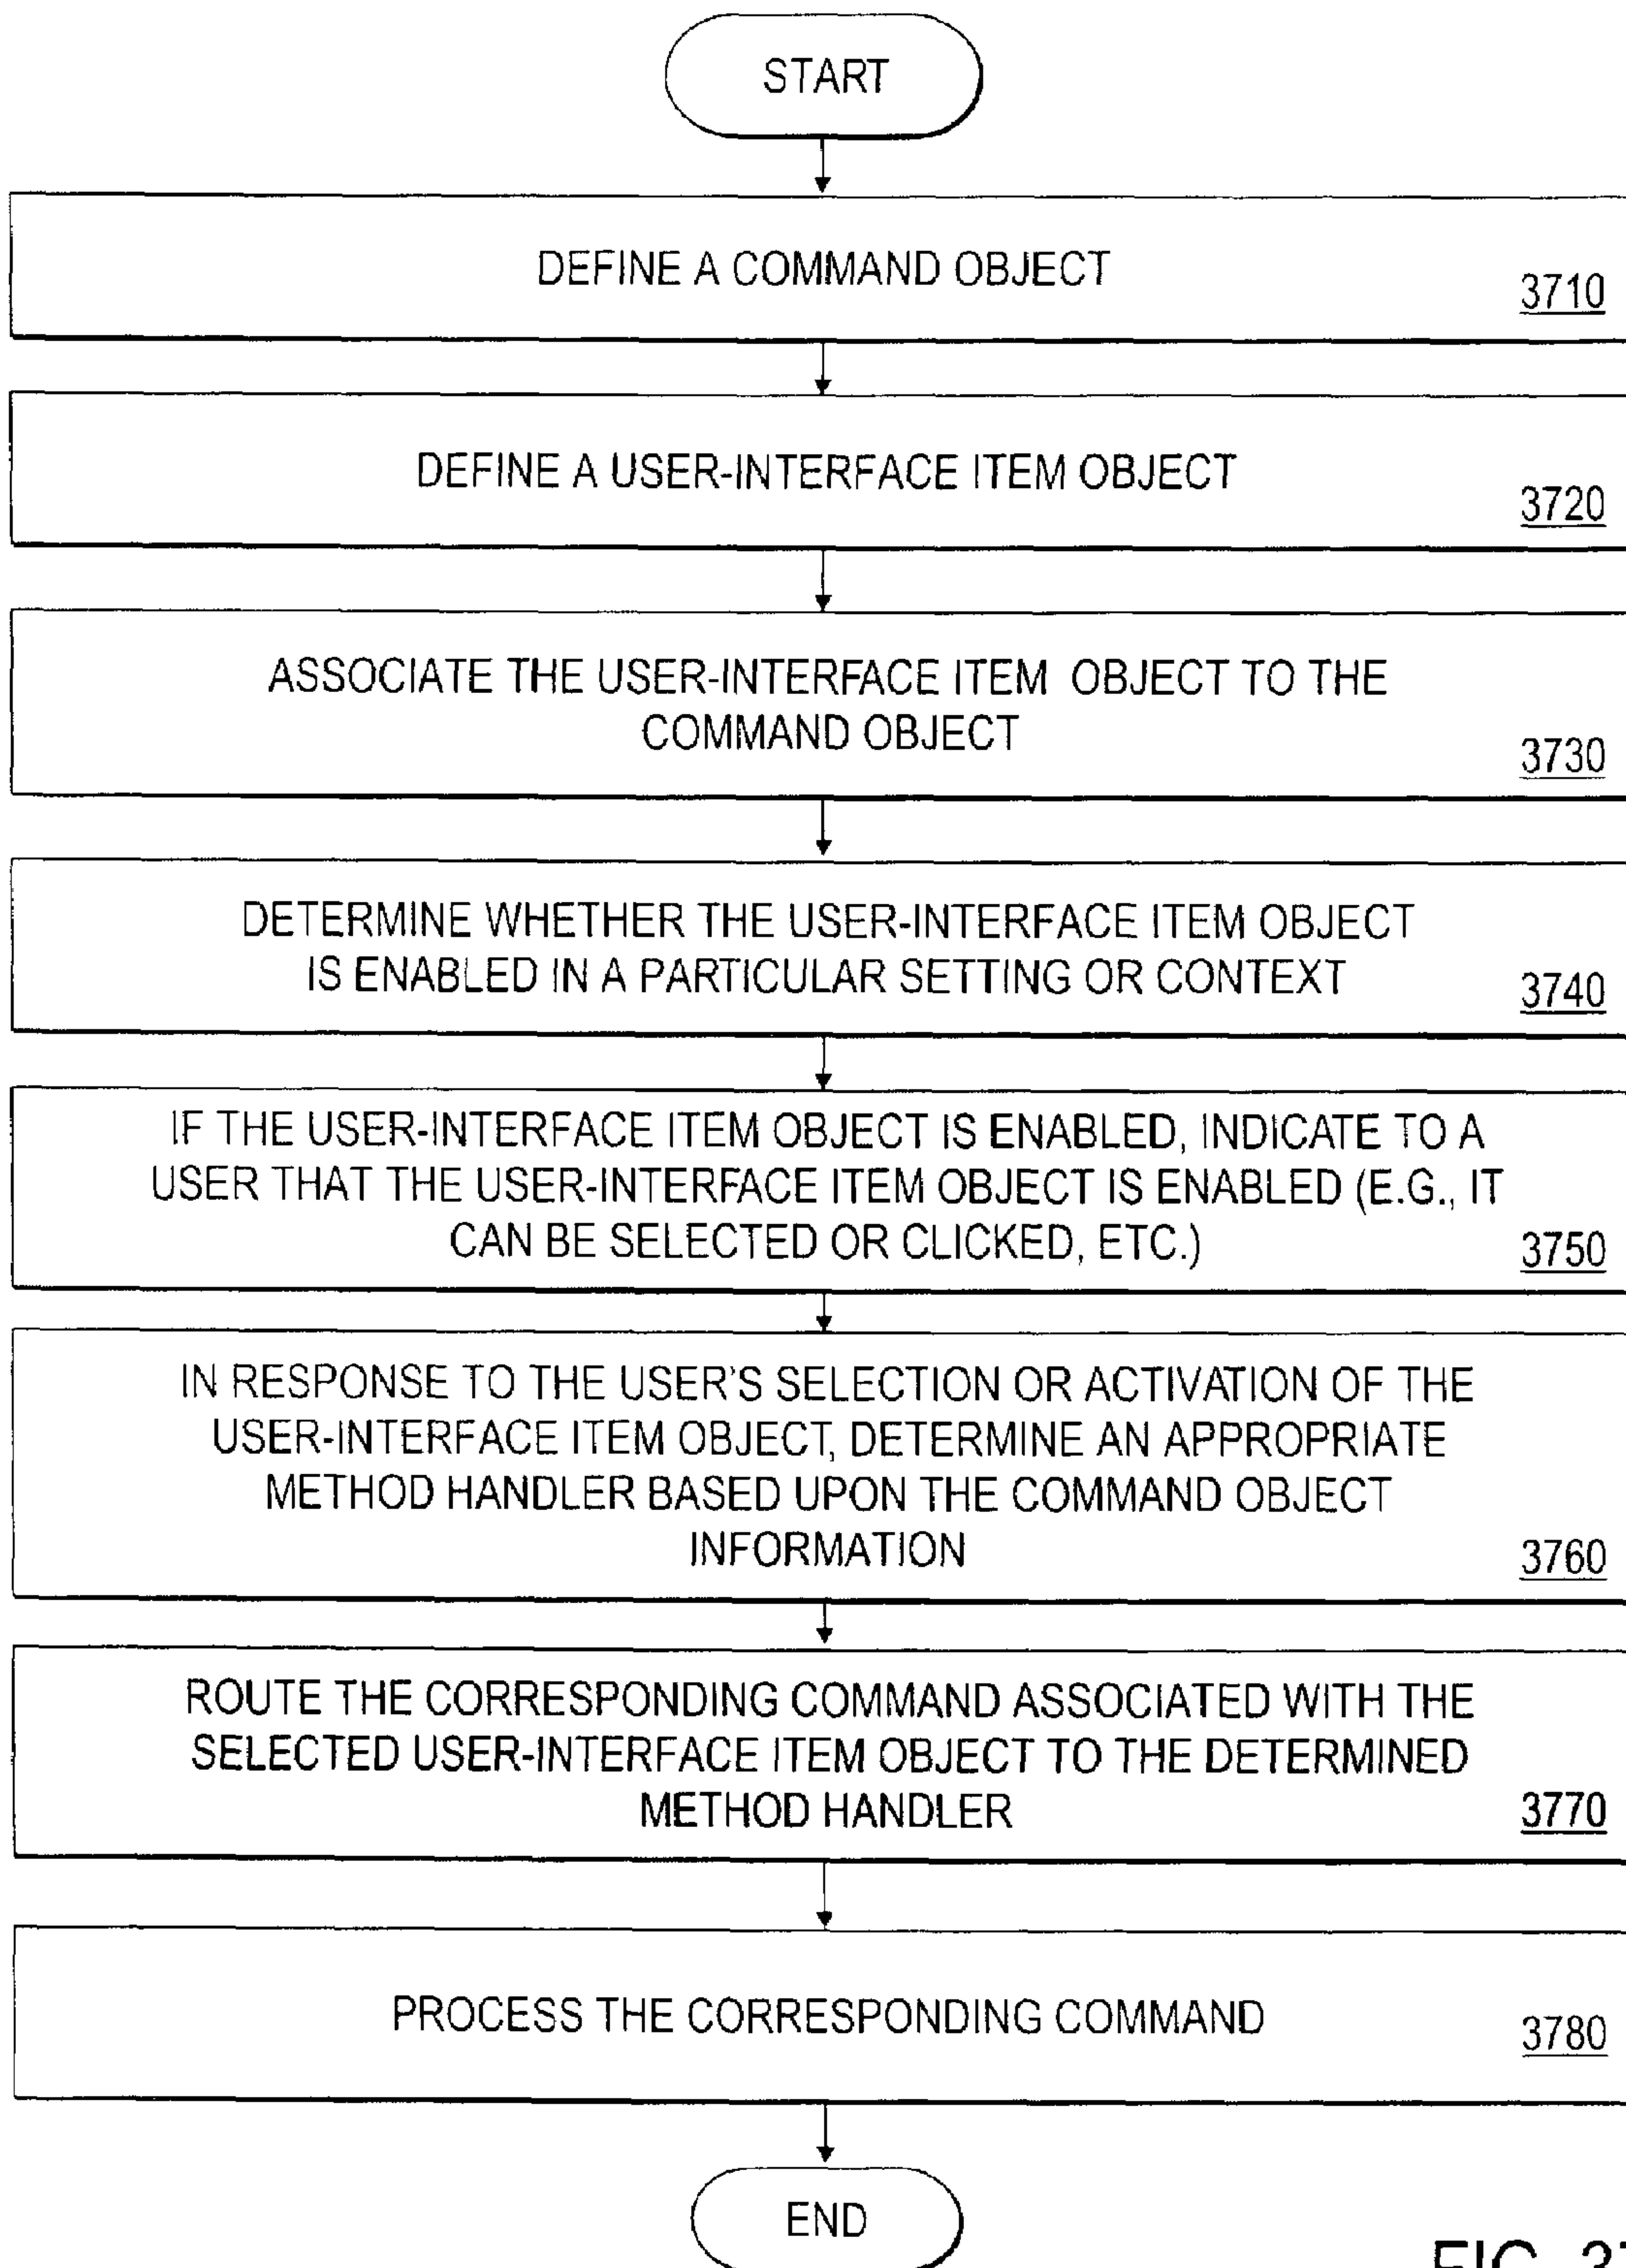 START
DEFINE A COMMAND OBJECT
3710
DEFINE A USER-INTERFACE ITEM OBJECT
3720
ASSOCIATE THE USER-INTERFACE ITEM OBJECT TO THE
COMMAND OBJECT
3730
DETERMINE WHETHER THE USER-INTERFACE ITEM OBJECT
IS ENABLED IN A PARTICULAR SETTING OR CONTEXT
3740
IF THE USER-INTERFACE ITEM OBJECT IS ENABLED, INDICATE TO A
USER THAT THE USER-INTERFACE ITEM OBJECT IS ENABLED (E.G., IT
CAN BE SELECTED OR CLICKED, ETC.)
3750
IN RESPONSE TO THE USER'S SELECTION OR ACTIVATION OF THE
USER-INTERFACE ITEM OBJECT, DETERMINE AN APPROPRIATE
METHOD HANDLER BASED UPON THE COMMAND OBJECT
INFORMATION
3760
ROUTE THE CORRESPONDING COMMAND ASSOCIATED WITH THE
SELECTED USER-INTERFACE ITEM OBJECT TO THE DETERMINED
METHOD HANDLER
3770
PROCESS THE CORRESPONDING COMMAND
3780
END
FIG. 37